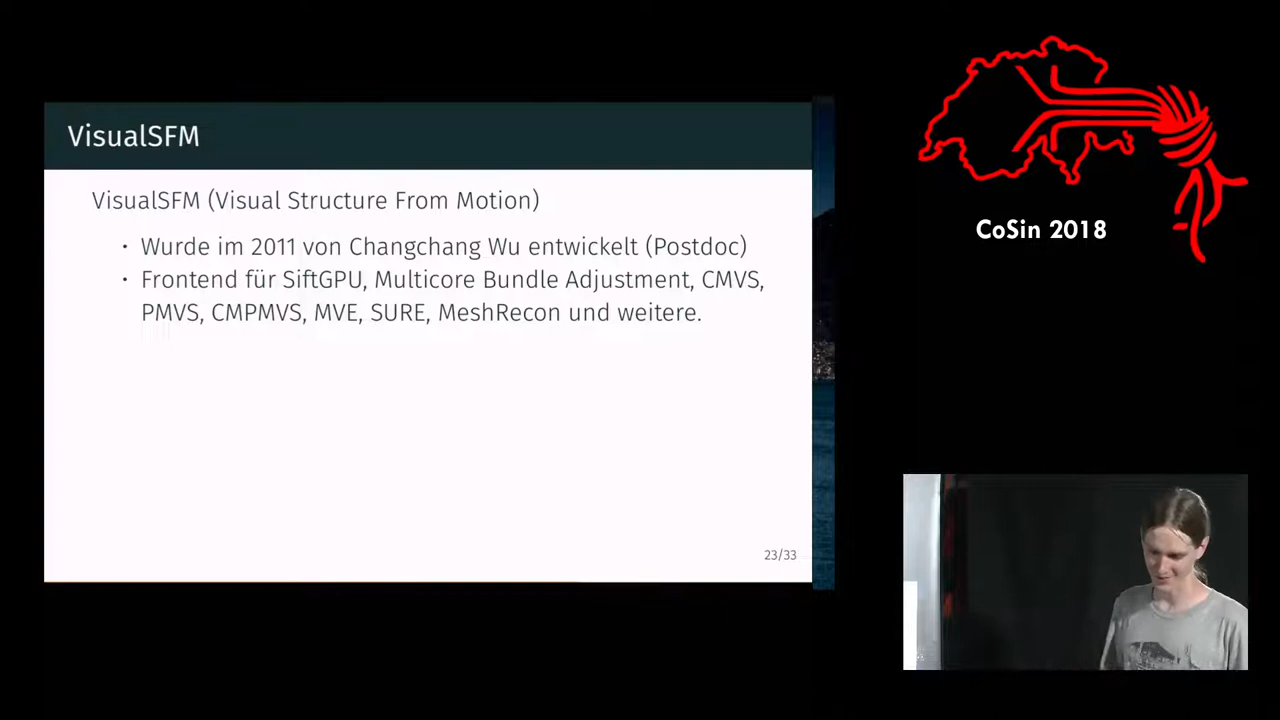 VisualSFM
VisualSFM (Visual Structure From Motion)
• Wurde im 2011 von Changchang Wu entwickelt (Postdoc)
• Frontend für SiftGPU, Multicore Bundle Adjustment, CMVS,
PMVS, CMPMVS, MVE, SURE, MeshRecon und weitere.
23/33
CoSin 2018